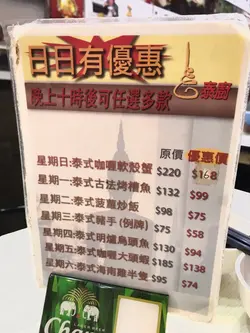 日日有優惠
泰廚
晚上十時後可任選多款
原價 優惠價
星期日:泰式咖喱軟殼蟹 $220 $168
星期一:泰式古法烤檣魚 $132 $99
星期二:泰式菠蘿炒飯 $98 $75
星期三:泰式豬手(例牌) $75 $58
星期四:泰式明爐烏頭魚 $130 $94
星期五:泰式咖喱大頭蝦 $185 $138
星期六:泰式海南雞半隻 $95 $74
Chang